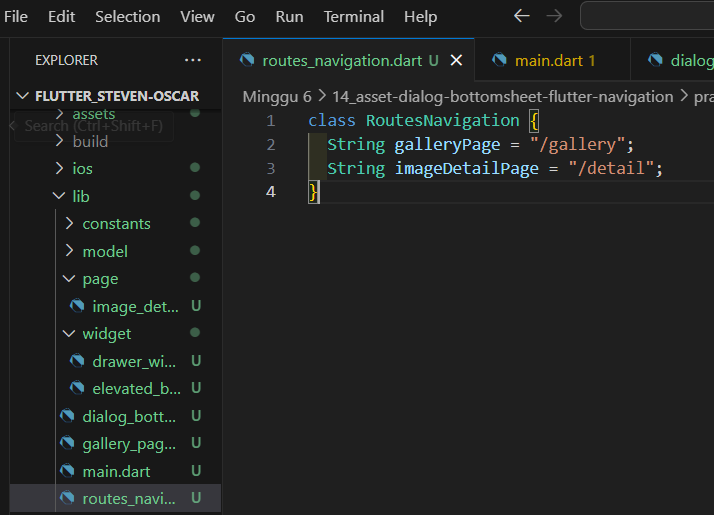 File Edit Selection View Go Run Terminal Help
EXPLORER ...
routes_navigation.dart U
main.dart 1
dialog
FLUTTER_STEVEN-OSCAR
Minggu 6 > 14_asset-dialog-bottomsheet-flutter-navigation > pra
assets
Search (Ctrl+Shift+F)
build
ios
lib
constants
model
page
image_det... U
widget
drawer_wi... U
elevated_b... U
dialog_bott... U
gallery_pag... U
main.dart U
routes_navi... U
1 class RoutesNavigation {
2 String galleryPage = "/gallery";
3 String imageDetailPage = "/detail";
4 }